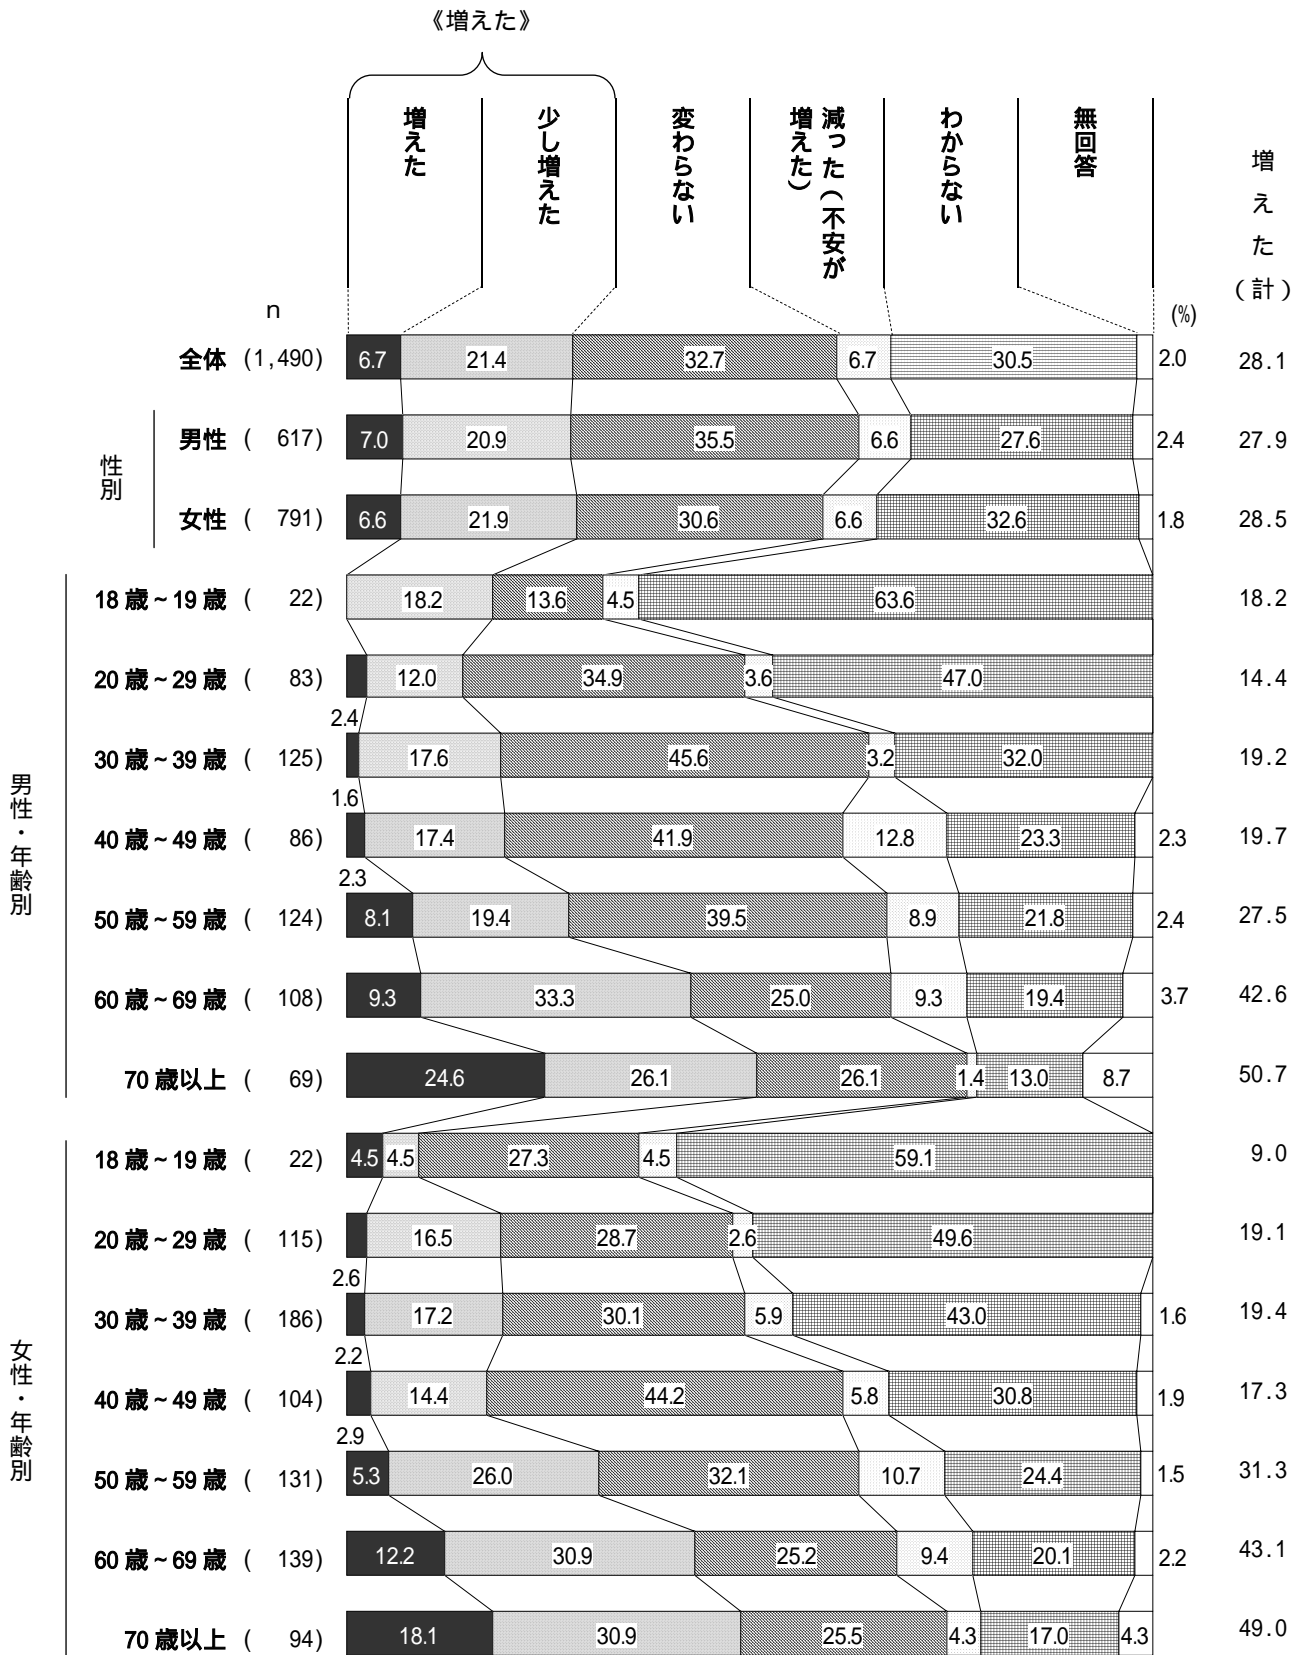 《増えた》
増えた
少し増えた
変わらない
減った(不安が
増えた)
わからない
無回答
増えた(計)
n
(%)
全体 (1,490) 6.7 21.4 32.7 6.7 30.5 2.0 28.1
性別
男性 ( 617) 7.0 20.9 35.5 6.6 27.6 2.4 27.9
女性 ( 791) 6.6 21.9 30.6 6.6 32.6 1.8 28.5
男性・年齢別
18歳~19歳 ( 22) 18.2 13.6 4.5 63.6 18.2
20歳~29歳 ( 83) 12.0 34.9 3.6 47.0 14.4
2.4
30歳~39歳 ( 125) 17.6 45.6 3.2 32.0 19.2
1.6
40歳~49歳 ( 86) 17.4 41.9 12.8 23.3 2.3 19.7
2.3
50歳~59歳 ( 124) 8.1 19.4 39.5 8.9 21.8 2.4 27.5
60歳~69歳 ( 108) 9.3 33.3 25.0 9.3 19.4 3.7 42.6
70歳以上 ( 69) 24.6 26.1 26.1 1.4 13.0 8.7 50.7
女性・年齢別
18歳~19歳 ( 22) 4.5 4.5 27.3 4.5 59.1 9.0
20歳~29歳 ( 115) 16.5 28.7 2.6 49.6 19.1
2.6
30歳~39歳 ( 186) 17.2 30.1 5.9 43.0 1.6 19.4
2.2
40歳~49歳 ( 104) 14.4 44.2 5.8 30.8 1.9 17.3
2.9
50歳~59歳 ( 131) 5.3 26.0 32.1 10.7 24.4 1.5 31.3
60歳~69歳 ( 139) 12.2 30.9 25.2 9.4 20.1 2.2 43.1
70歳以上 ( 94) 18.1 30.9 25.5 4.3 17.0 4.3 49.0